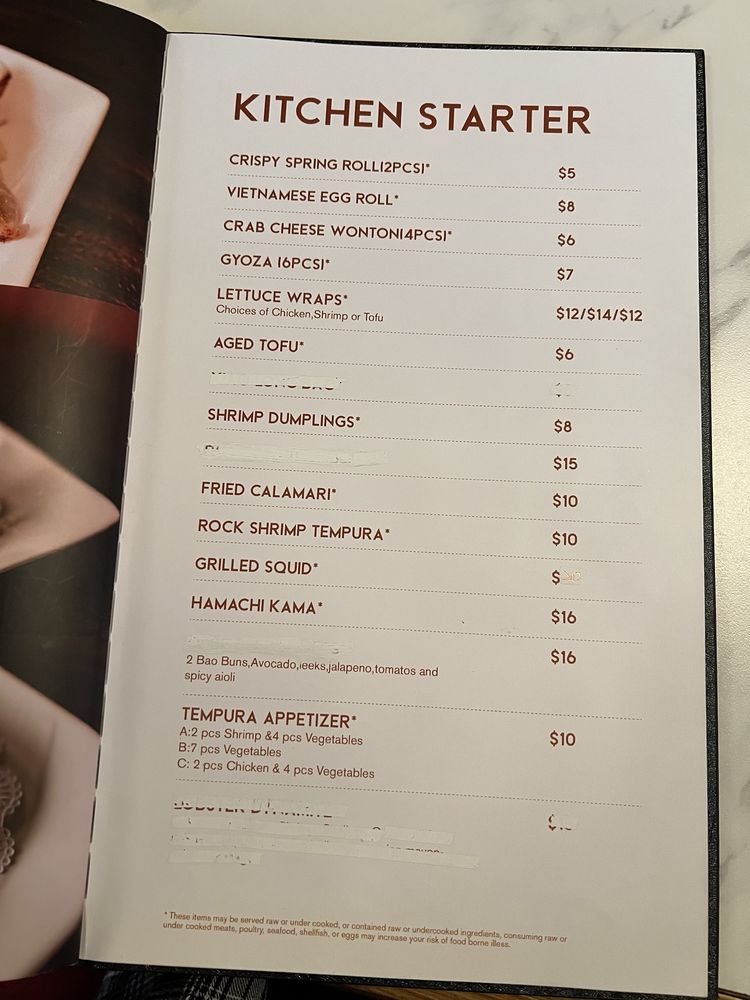 KITCHEN STARTER
CRISPY SPRING ROLL[2PCS]* $5
VIETNAMESE EGG ROLL* $8
CRAB CHEESE WONTON[4PCS]* $6
GYOZA [6PCS]* $7
LETTUCE WRAPS* $12/$14/$12
Choices of Chicken,Shrimp or Tofu
AGED TOFU* $6
SHRIMP DUMPLINGS* $8
$15
FRIED CALAMARI* $10
ROCK SHRIMP TEMPURA* $10
GRILLED SQUID* $
HAMACHI KAMA* $16
$16
2 Bao Buns,Avocado,leeks,jalapeno,tomatos and
spicy aioli
TEMPURA APPETIZER* $10
A:2 pcs Shrimp &4 pcs Vegetables
B:7 pcs Vegetables
C: 2 pcs Chicken & 4 pcs Vegetables
* These items may be served raw or under cooked, or contained raw or undercooked ingredients, consuming raw or
under cooked meats, poultry, seafood, shellfish, or eggs may increase your risk of food borne illess.